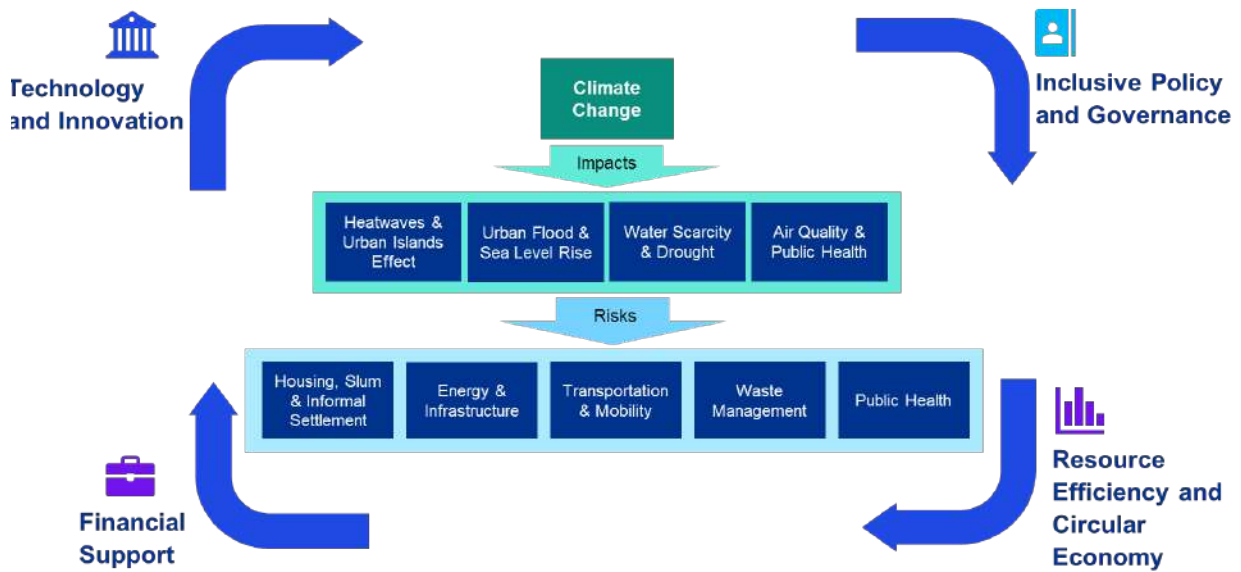 Technology
and Innovation
Inclusive Policy
and Governance
Climate
Change
Impacts
Heatwaves &
Urban Islands
Effect
Urban Flood &
Sea Level Rise
Water Scarcity
& Drought
Air Quality &
Public Health
Risks
Housing, Slum
& Informal
Settlement
Energy &
Infrastructure
Transportation
& Mobility
Waste
Management
Public Health
Financial
Support
Resource
Efficiency and
Circular
Economy